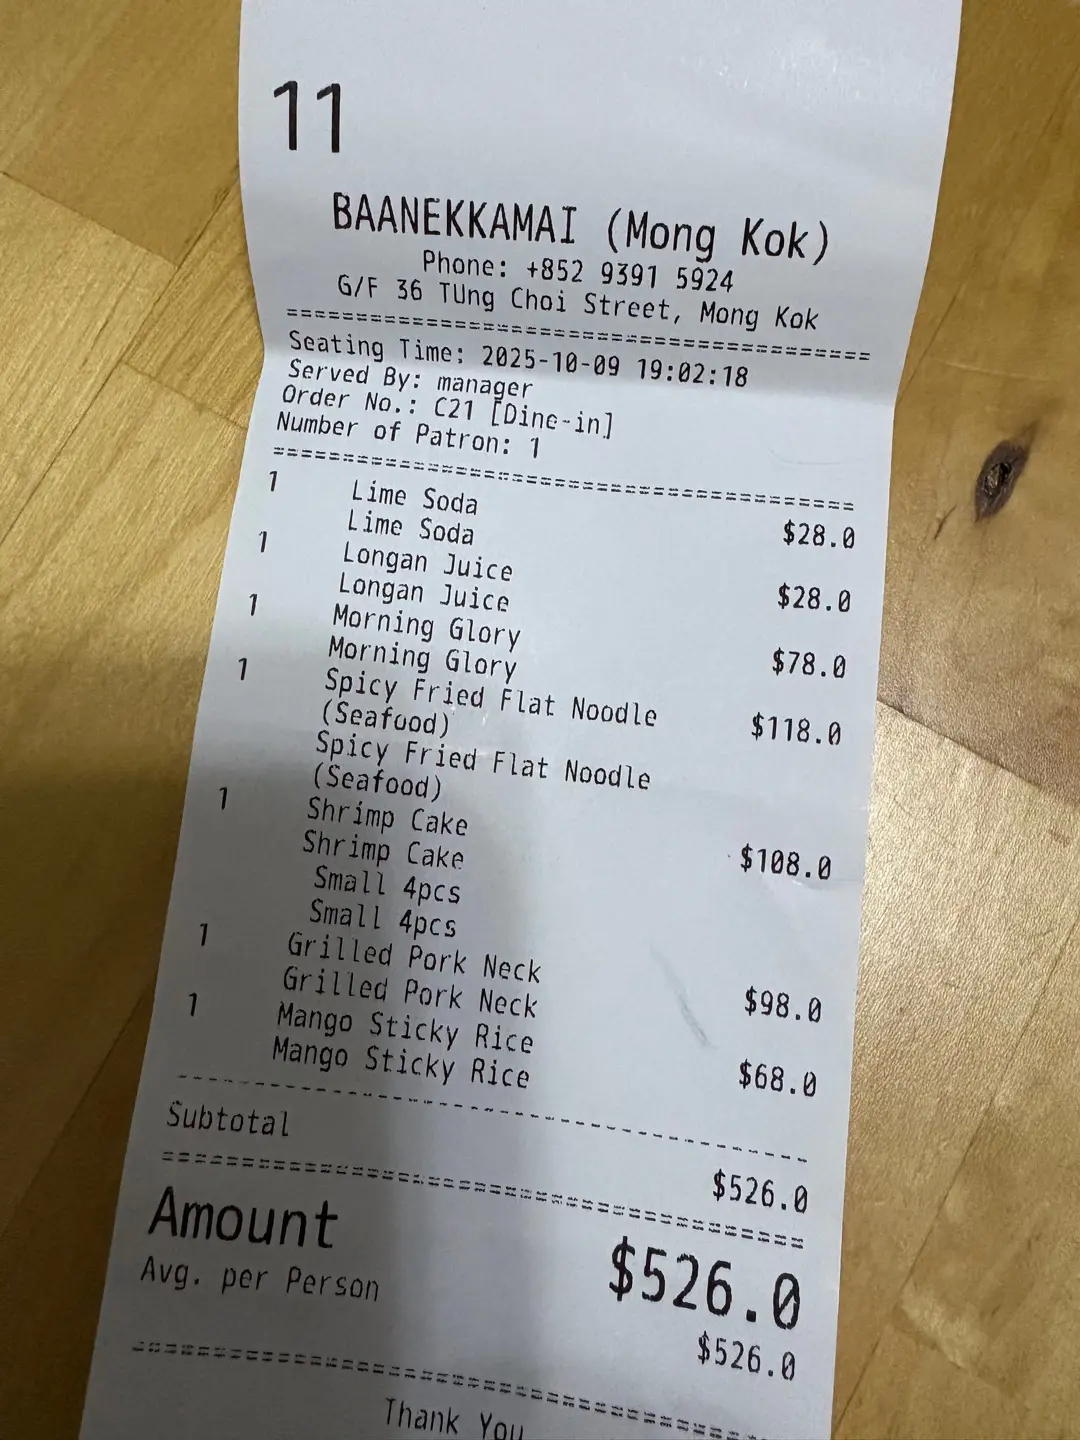 11
BAANEKKAMAI (Mong Kok)
Phone: +852 9391 5924
G/F 36 TUng Choi Street, Mong Kok
==========================================
Seating Time: 2025-10-09 19:02:18
Served By: manager
Order No.: C21 [Dine-in]
Number of Patron: 1
==========================================
1 Lime Soda $28.0
Lime Soda
1 Longan Juice $28.0
Longan Juice
1 Morning Glory $78.0
Morning Glory
1 Spicy Fried Flat Noodle $118.0
(Seafood)
Spicy Fried Flat Noodle
(Seafood)
1 Shrimp Cake $108.0
Shrimp Cake
Small 4pcs
Small 4pcs
1 Grilled Pork Neck $98.0
Grilled Pork Neck
1 Mango Sticky Rice $68.0
Mango Sticky Rice
------------------------------------------
Subtotal $526.0
==========================================
Amount $526.0
Avg. per Person $526.0
==========================================
Thank You